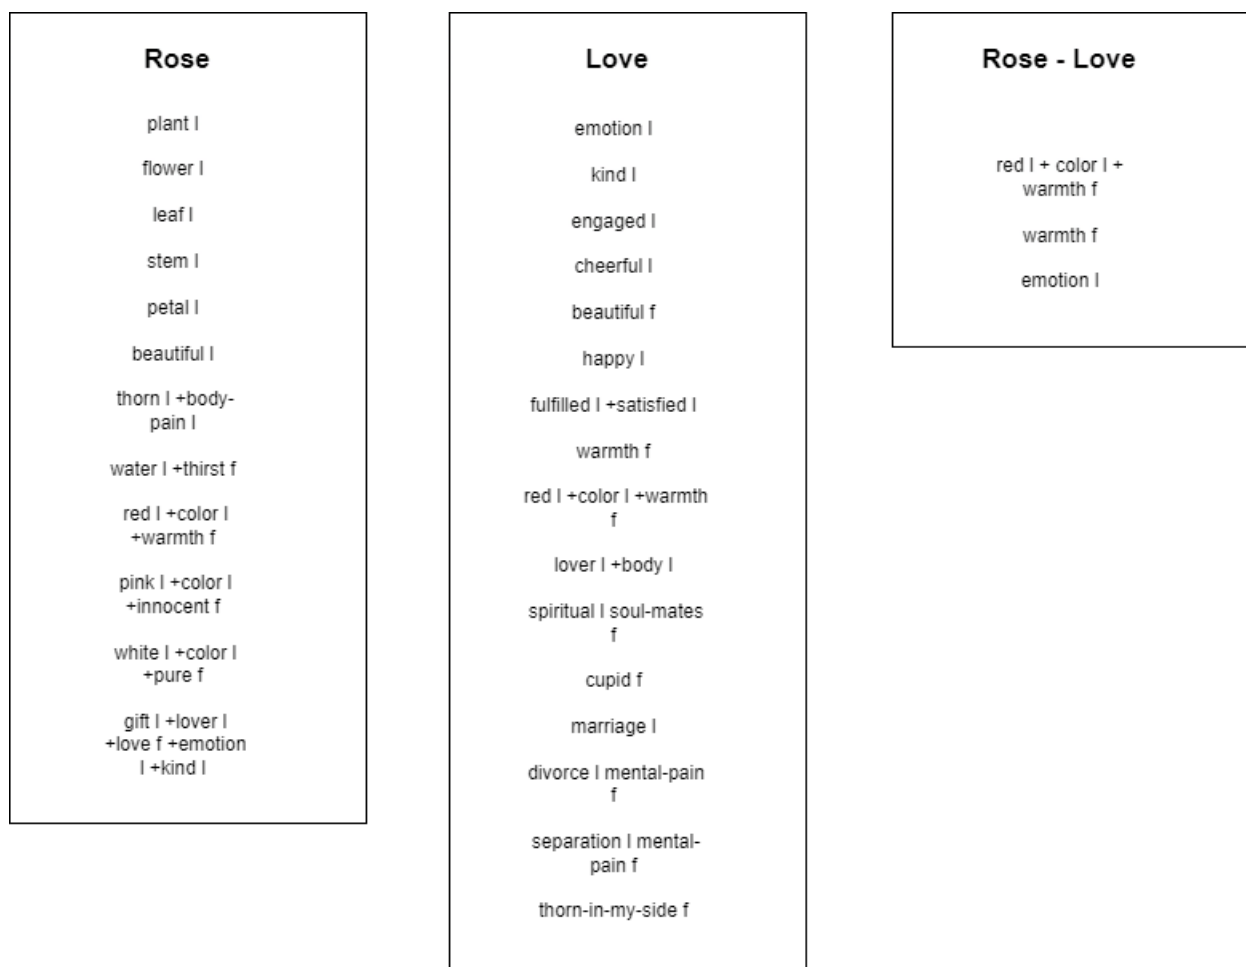 Rose
plant l
flower l
leaf l
stem l
petal l
beautiful l
thorn l +body-
pain l
water l +thirst f
red l +color l
+warmth f
pink l +color l
+innocent f
white l +color l
+pure f
gift l +lover l
+love f +emotion
l +kind l
Love
emotion l
kind l
engaged l
cheerful l
beautiful f
happy l
fulfilled l +satisfied l
warmth f
red l +color l +warmth
f
lover l +body l
spiritual l soul-mates
f
cupid f
marriage l
divorce l mental-pain
f
separation l mental-
pain f
thorn-in-my-side f
Rose - Love
red l + color l +
warmth f
warmth f
emotion l